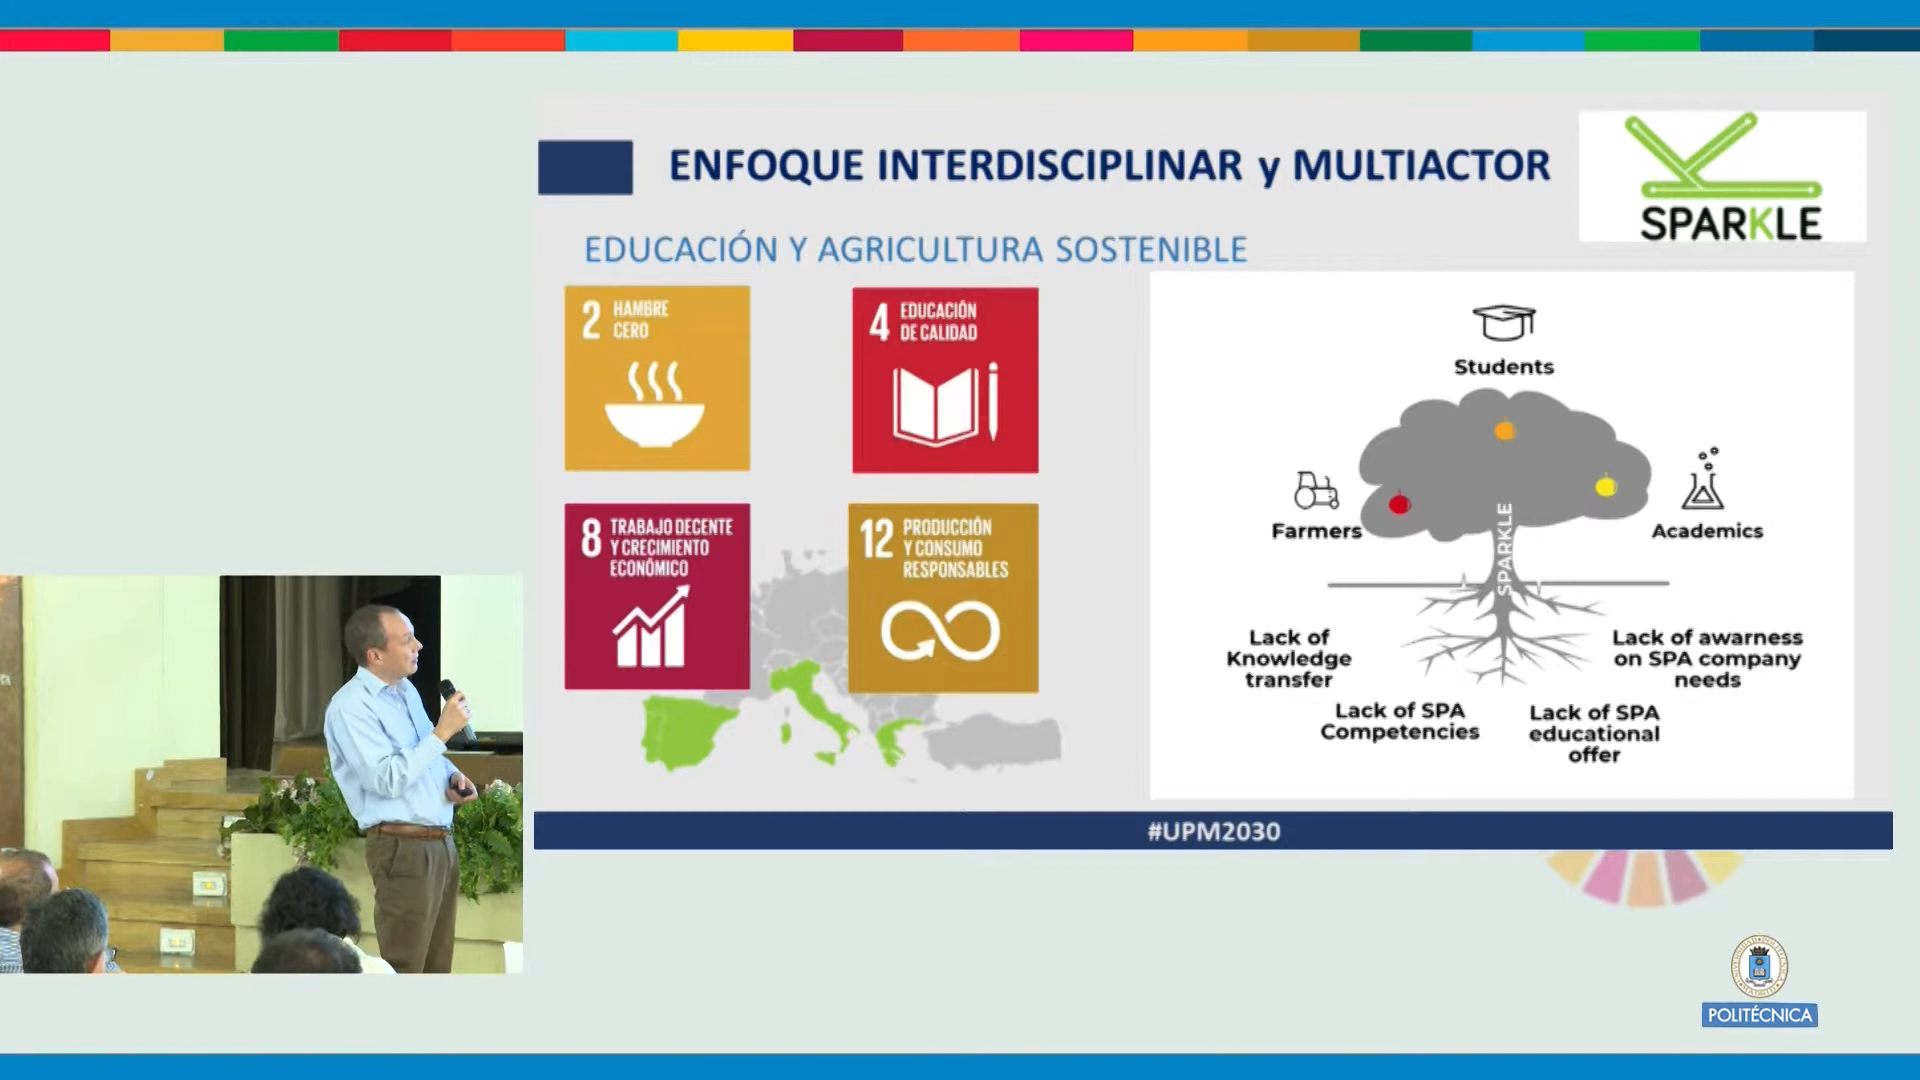 ENFOQUE INTERDISCIPLINAR y MULTIACTOR
SPARKLE
EDUCACIÓN Y AGRICULTURA SOSTENIBLE
2 HAMBRE
CERO
4 EDUCACIÓN
DE CALIDAD
8 TRABAJO DECENTE
Y CRECIMIENTO
ECONÓMICO
12 PRODUCCIÓN
Y CONSUMO
RESPONSABLES
Students
Farmers
Academics
SPARKLE
Lack of
Knowledge
transfer
Lack of awarness
on SPA company
needs
Lack of SPA
Competencies
Lack of SPA
educational
offer
#UPM2030
POLITÉCNICA